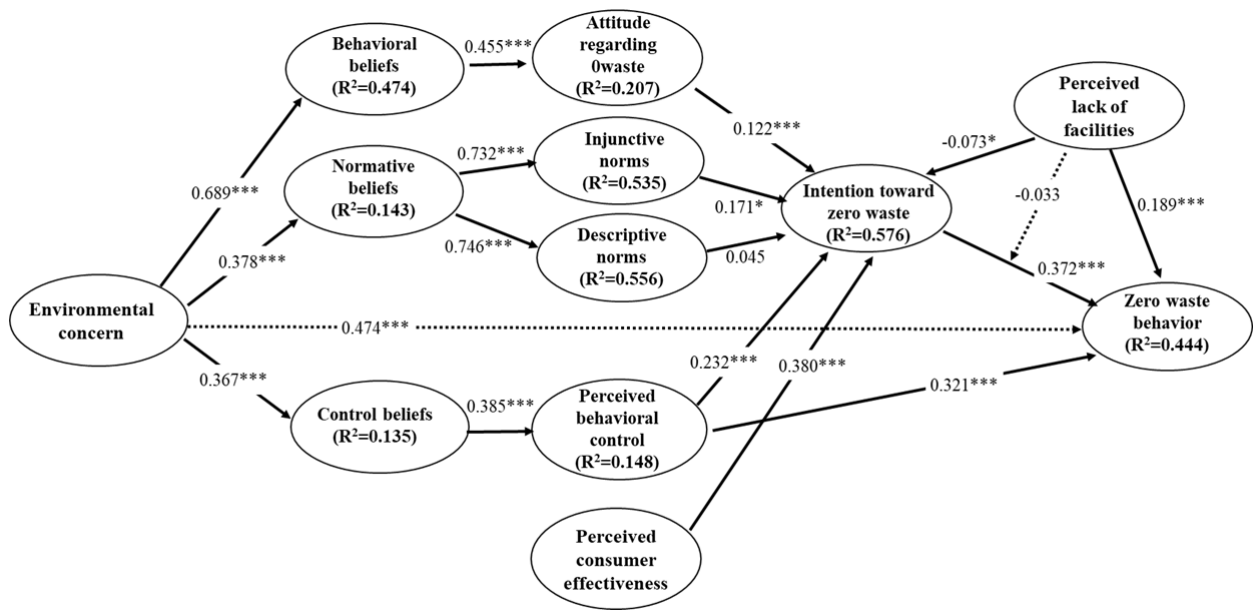 Behavioral
beliefs
(R²=0.474)
0.455***
Attitude
regarding
0waste
(R²=0.207)
Perceived
lack of
facilities
0.122***
-0.073*
Normative
beliefs
(R²=0.143)
0.732***
Injunctive
norms
(R²=0.535)
0.689***
0.171*
Intention toward
zero waste
(R²=0.576)
-0.033
0.189***
0.378***
0.746***
Descriptive
norms
(R²=0.556)
0.045
0.372***
Environmental
concern
0.474***
Zero waste
behavior
(R²=0.444)
0.367***
Control beliefs
(R²=0.135)
0.385***
Perceived
behavioral
control
(R²=0.148)
0.232***
0.380***
0.321***
Perceived
consumer
effectiveness